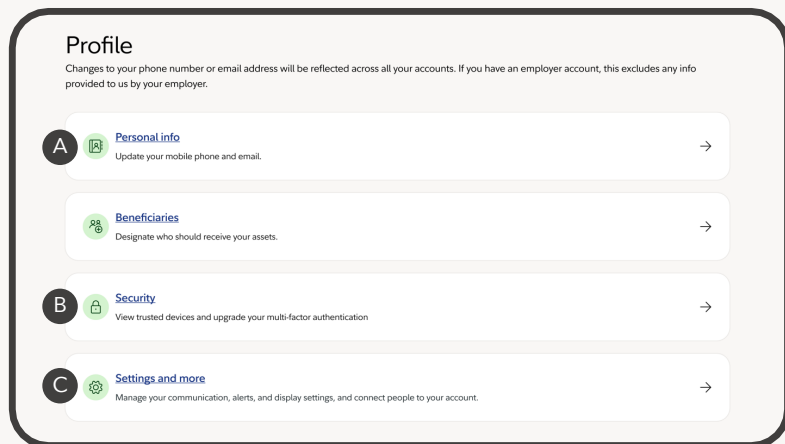 Profile
Changes to your phone number or email address will be reflected across all your accounts. If you have an employer account, this excludes any info
provided to us by your employer.
A
Personal info
Update your mobile phone and email.
Beneficiaries
Designate who should receive your assets.
B
Security
View trusted devices and upgrade your multi-factor authentication
C
Settings and more
Manage your communication, alerts, and display settings, and connect people to your account.